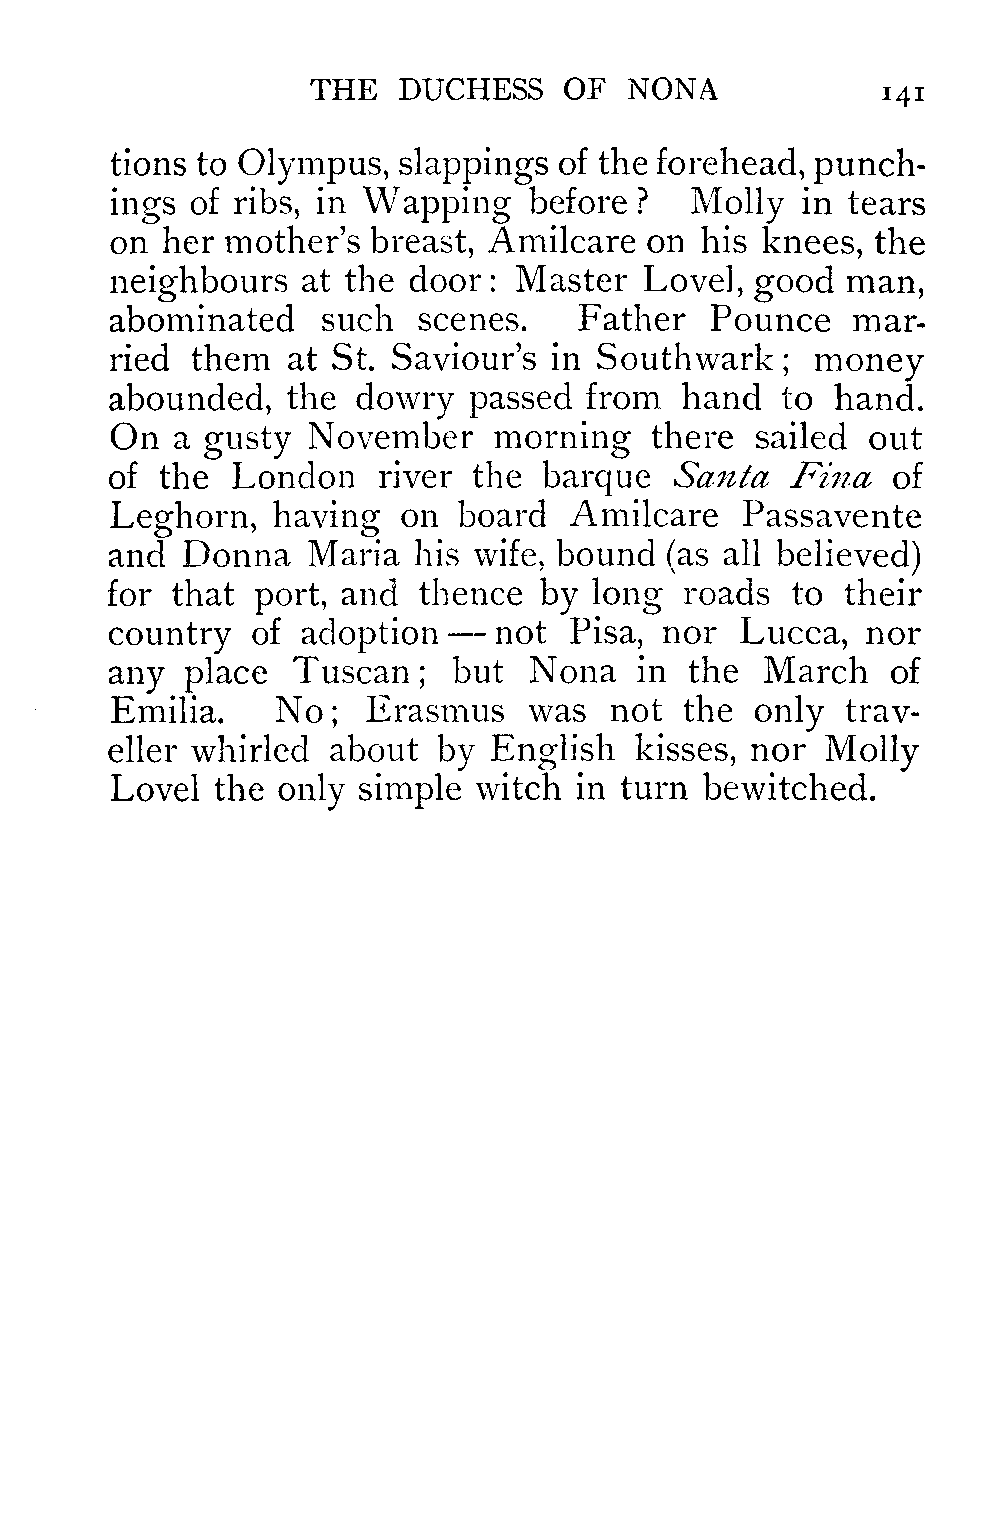 THE DUCHESS OF NONA 141
tions to Olympus, slappings of the forehead, punch-
ings of ribs, in Wapping before? Molly in tears
on her mother's breast, Amilcare on his knees, the
neighbours at the door: Master Lovel, good man,
abominated such scenes. Father Pounce mar-
ried them at St. Saviour's in Southwark; money
abounded, the dowry passed from hand to hand.
On a gusty November morning there sailed out
of the London river the barque Santa Fina of
Leghorn, having on board Amilcare Passavente
and Donna Maria his wife, bound (as all believed)
for that port, and thence by long roads to their
country of adoption — not Pisa, nor Lucca, nor
any place Tuscan; but Nona in the March of
Emilia. No; Erasmus was not the only trav-
eller whirled about by English kisses, nor Molly
Lovel the only simple witch in turn bewitched.